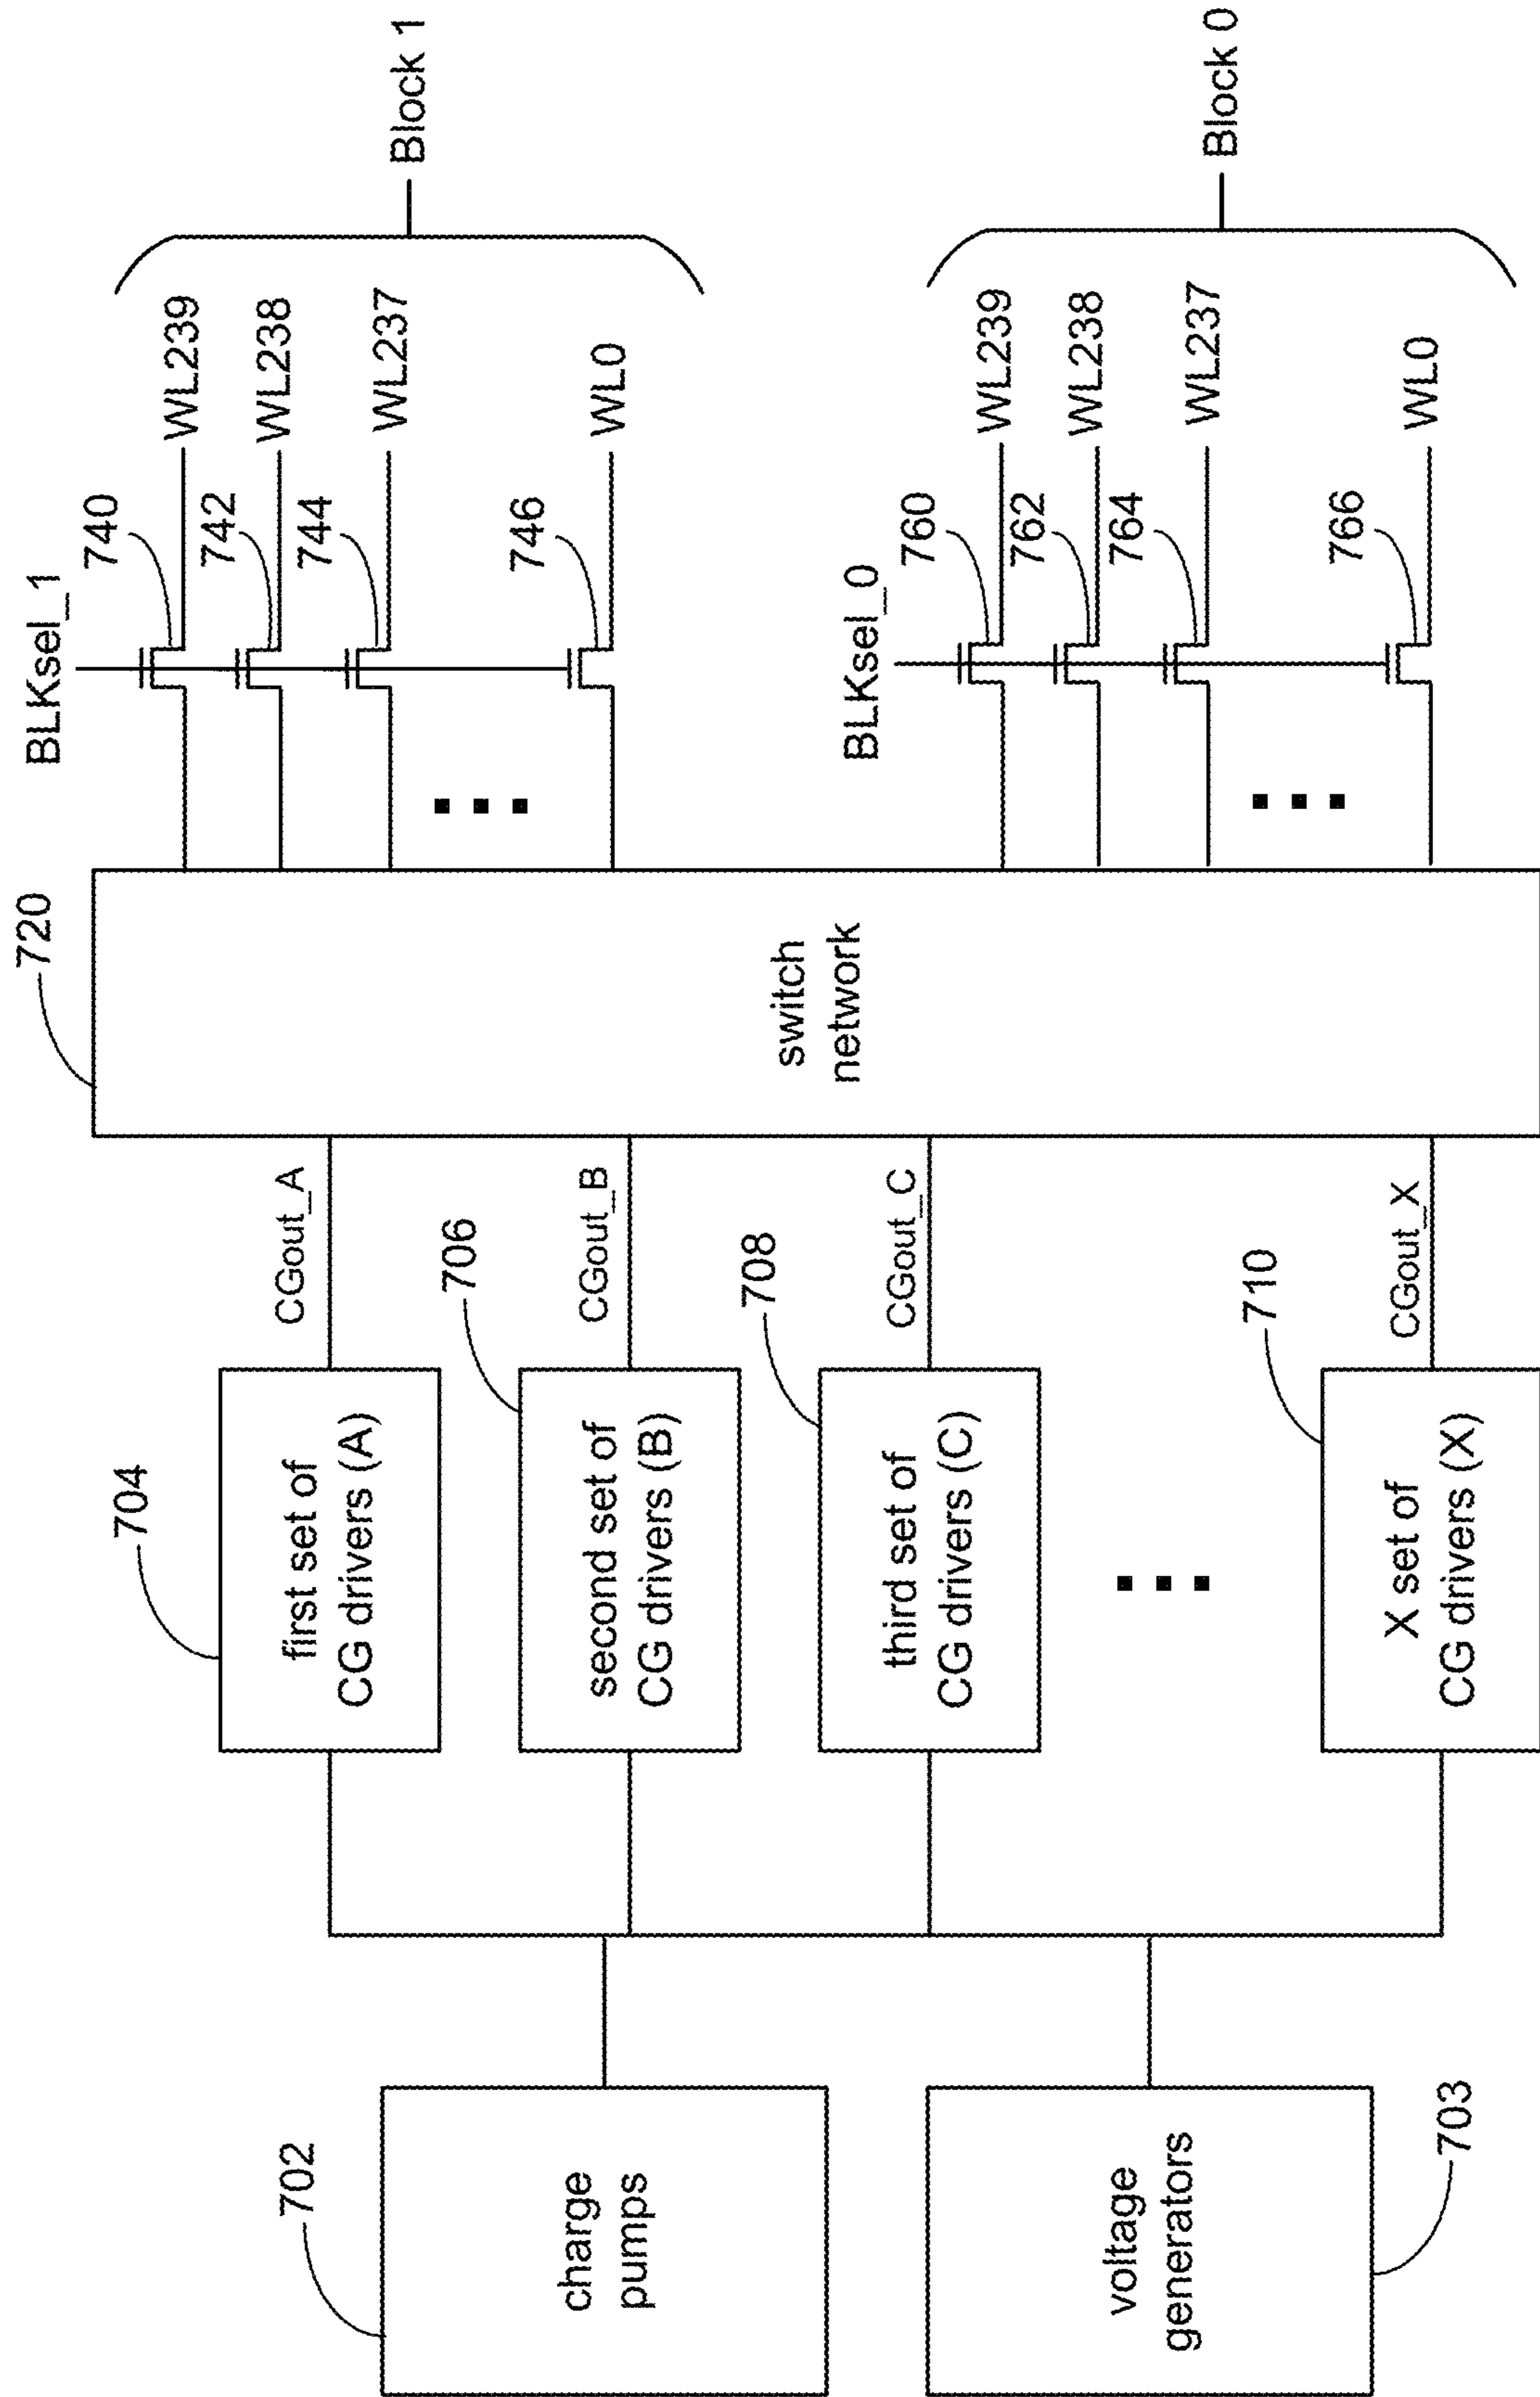 702
charge
pumps
voltage
generators
703
704
first set of
CG drivers (A)
CGout_A
706
second set of
CG drivers (B)
CGout_B
708
third set of
CG drivers (C)
CGout_C
710
X set of
CG drivers (X)
CGout_X
720
switch
network
BLKsel_1
740
WL239
742
WL238
744
WL237
746
WL0
Block 1
BLKsel_0
760
WL239
762
WL238
764
WL237
766
WL0
Block 0